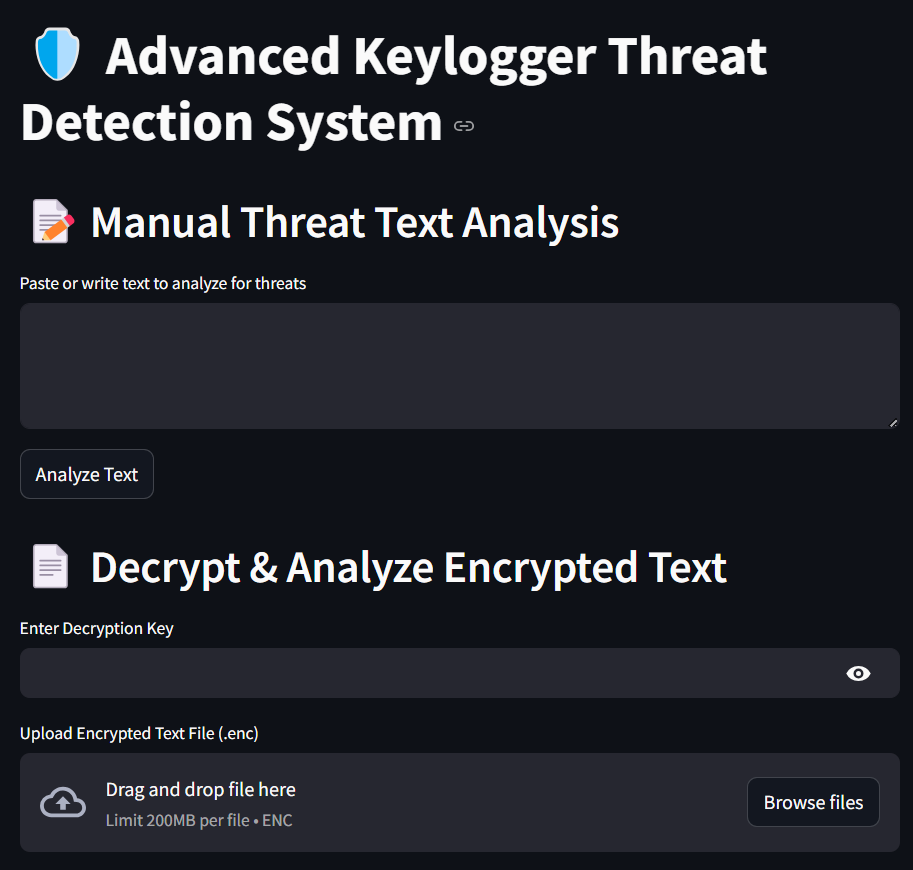 Advanced Keylogger Threat
Detection System
Manual Threat Text Analysis
Paste or write text to analyze for threats
Analyze Text
Decrypt & Analyze Encrypted Text
Enter Decryption Key
Upload Encrypted Text File (.enc)
Drag and drop file here
Limit 200MB per file • ENC
Browse files